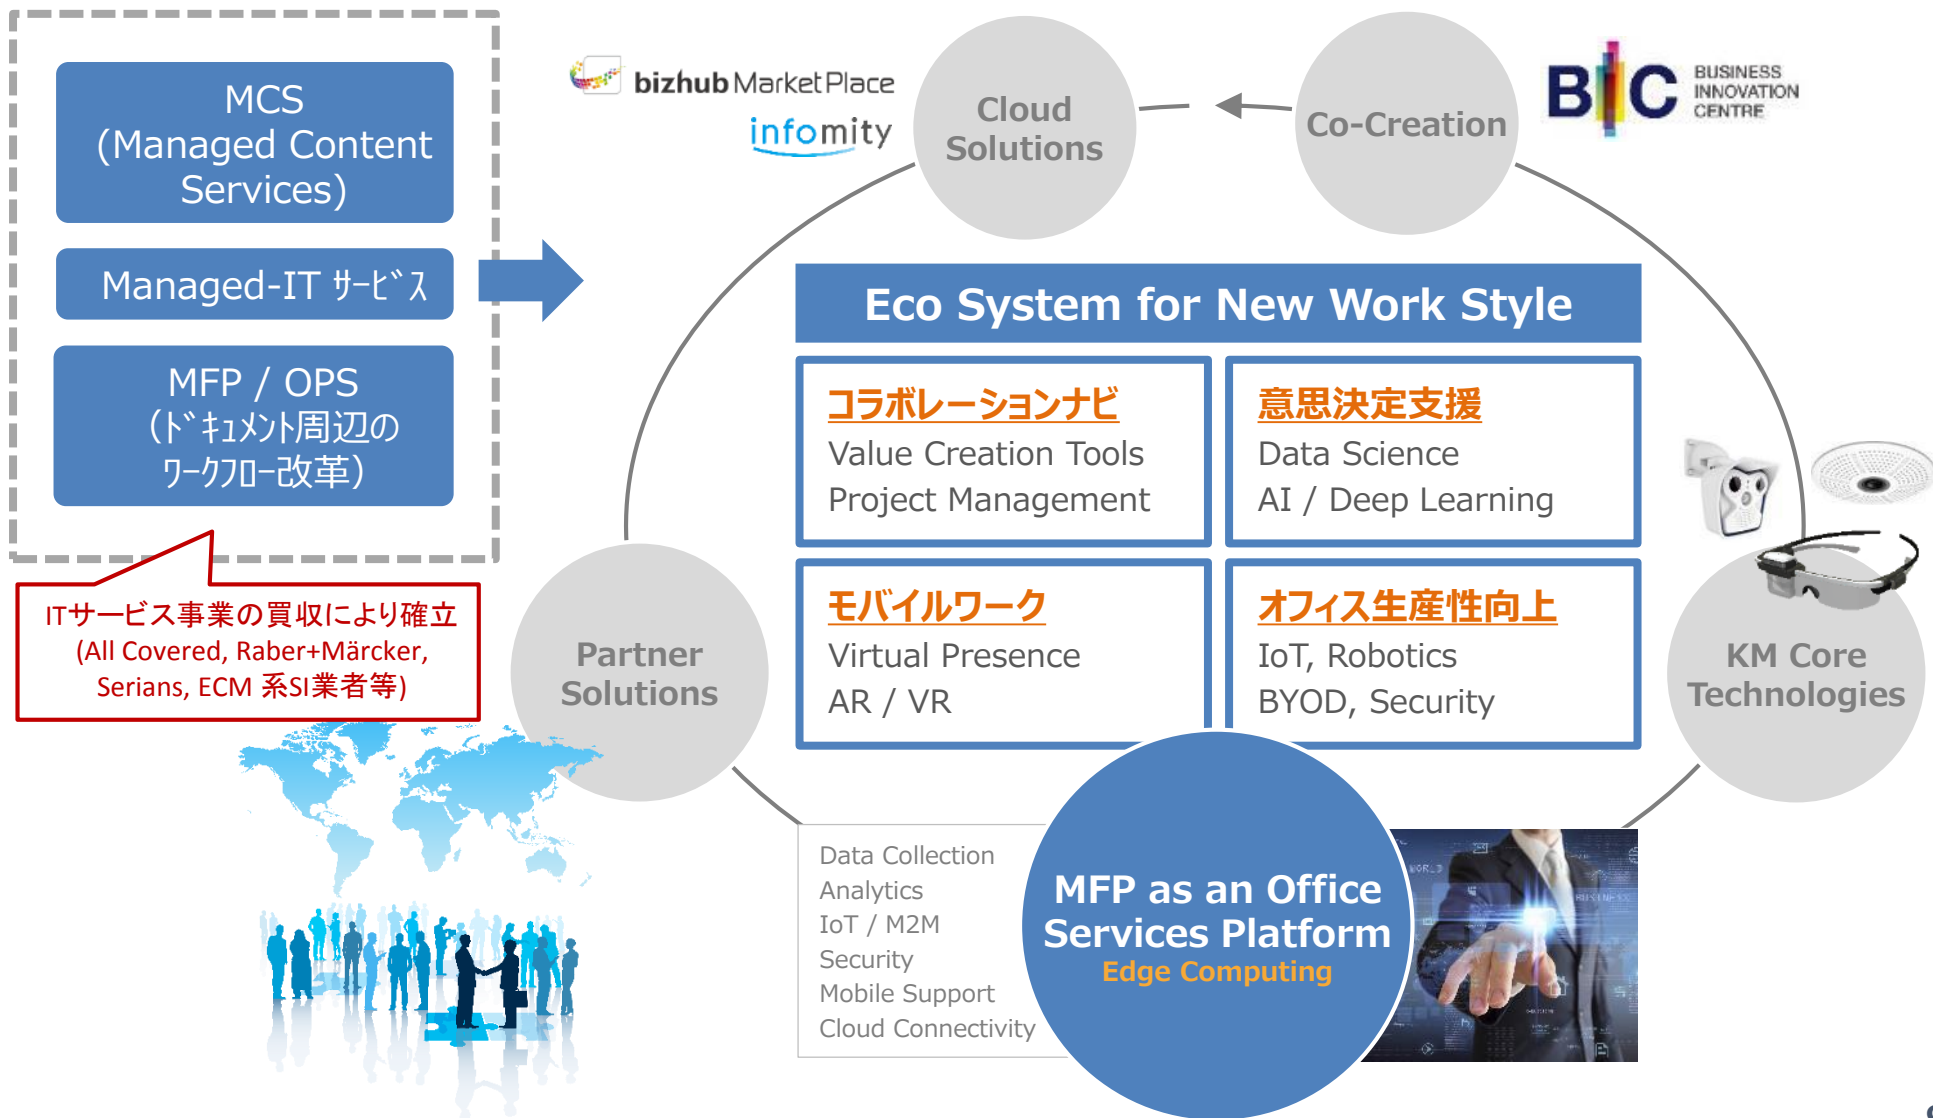 MCS
(Managed Content
Services)
Managed-IT ｻｰﾋﾞｽ
MFP / OPS
（ﾄﾞｷｭﾒﾝﾄ周辺の
ﾜｰｸﾌﾛｰ改革）
ITサービス事業の買収により確立
(All Covered, Raber+Märcker,
Serians, ECM 系SI業者等)
bizhub MarketPlace
infomity
Cloud
Solutions
Co-Creation
BIC
BUSINESS
INNOVATION
CENTRE
Eco System for New Work Style
コラボレーションナビ
Value Creation Tools
Project Management
意思決定支援
Data Science
AI / Deep Learning
モバイルワーク
Virtual Presence
AR / VR
オフィス生産性向上
IoT, Robotics
BYOD, Security
Partner
Solutions
KM Core
Technologies
Data Collection
Analytics
IoT / M2M
Security
Mobile Support
Cloud Connectivity
MFP as an Office
Services Platform
Edge Computing